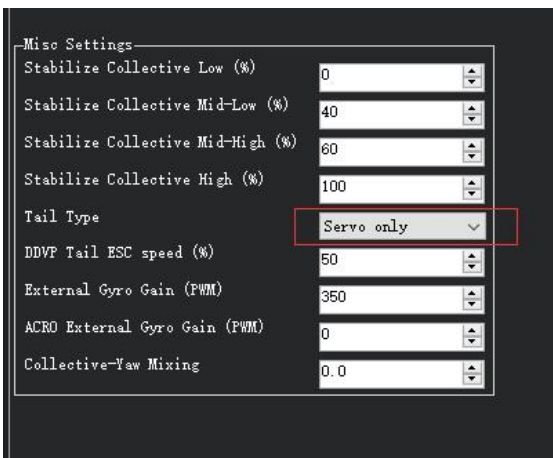 Misc Settings
Stabilize Collective Low (%) 0
Stabilize Collective Mid-Low (%) 40
Stabilize Collective Mid-High (%) 60
Stabilize Collective High (%) 100
Tail Type Servo only
DDVP Tail ESC speed (%) 50
External Gyro Gain (PWM) 350
ACRO External Gyro Gain (PWM) 0
Collective-Yaw Mixing 0.0